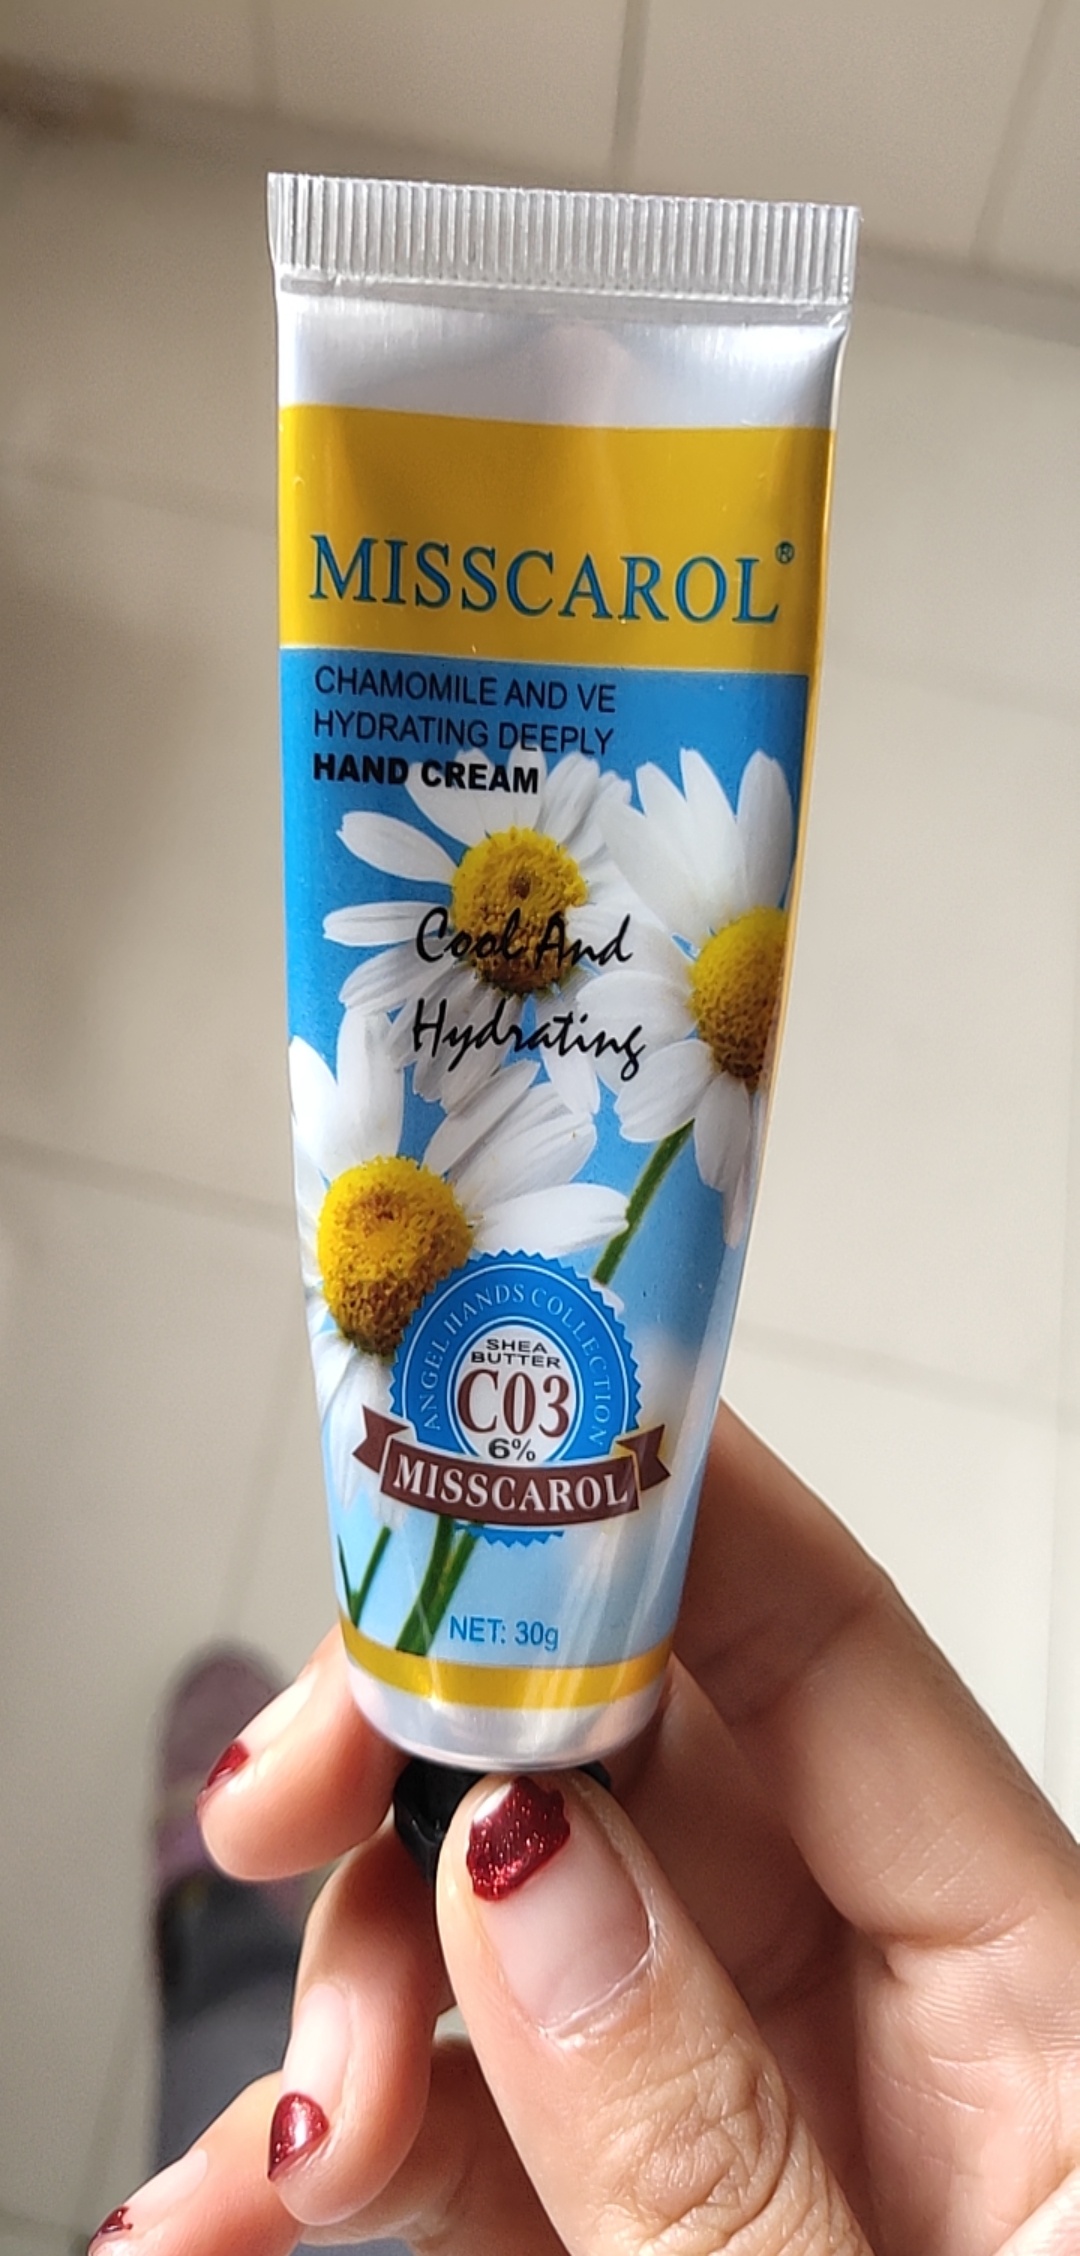 MISSCAROL®
CHAMOMILE AND VE
HYDRATING DEEPLY
HAND CREAM
Cool And
Hydrating
ANGEL HANDS COLLECTION
SHEA
BUTTER
C03
6%
MISSCAROL
NET: 30g